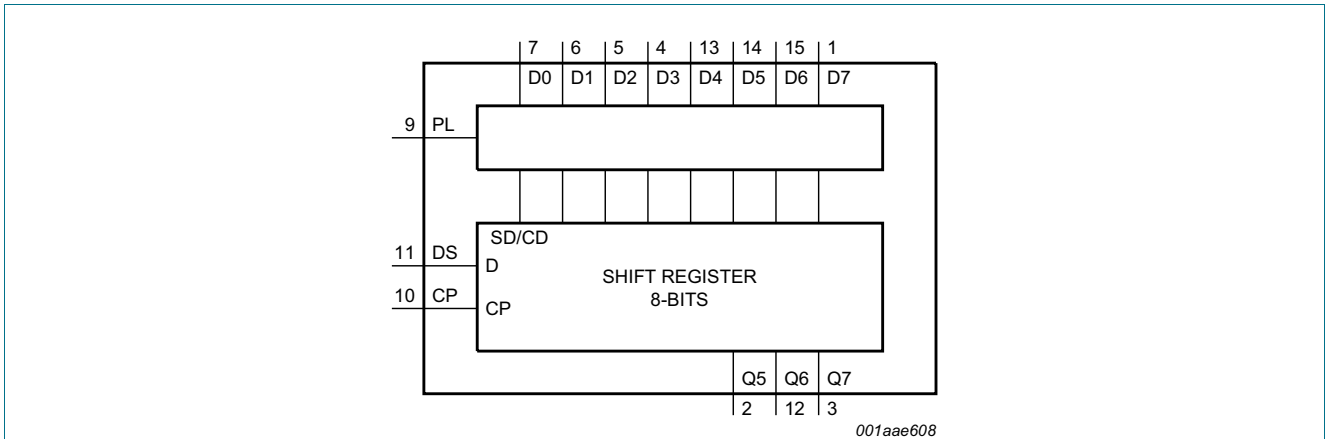 7 6 5 4 13 14 15 1
D0 D1 D2 D3 D4 D5 D6 D7
9 PL
SD/CD
11 DS
D
SHIFT REGISTER
8-BITS
10 CP
CP
Q5 Q6 Q7
2 12 3
001aae608